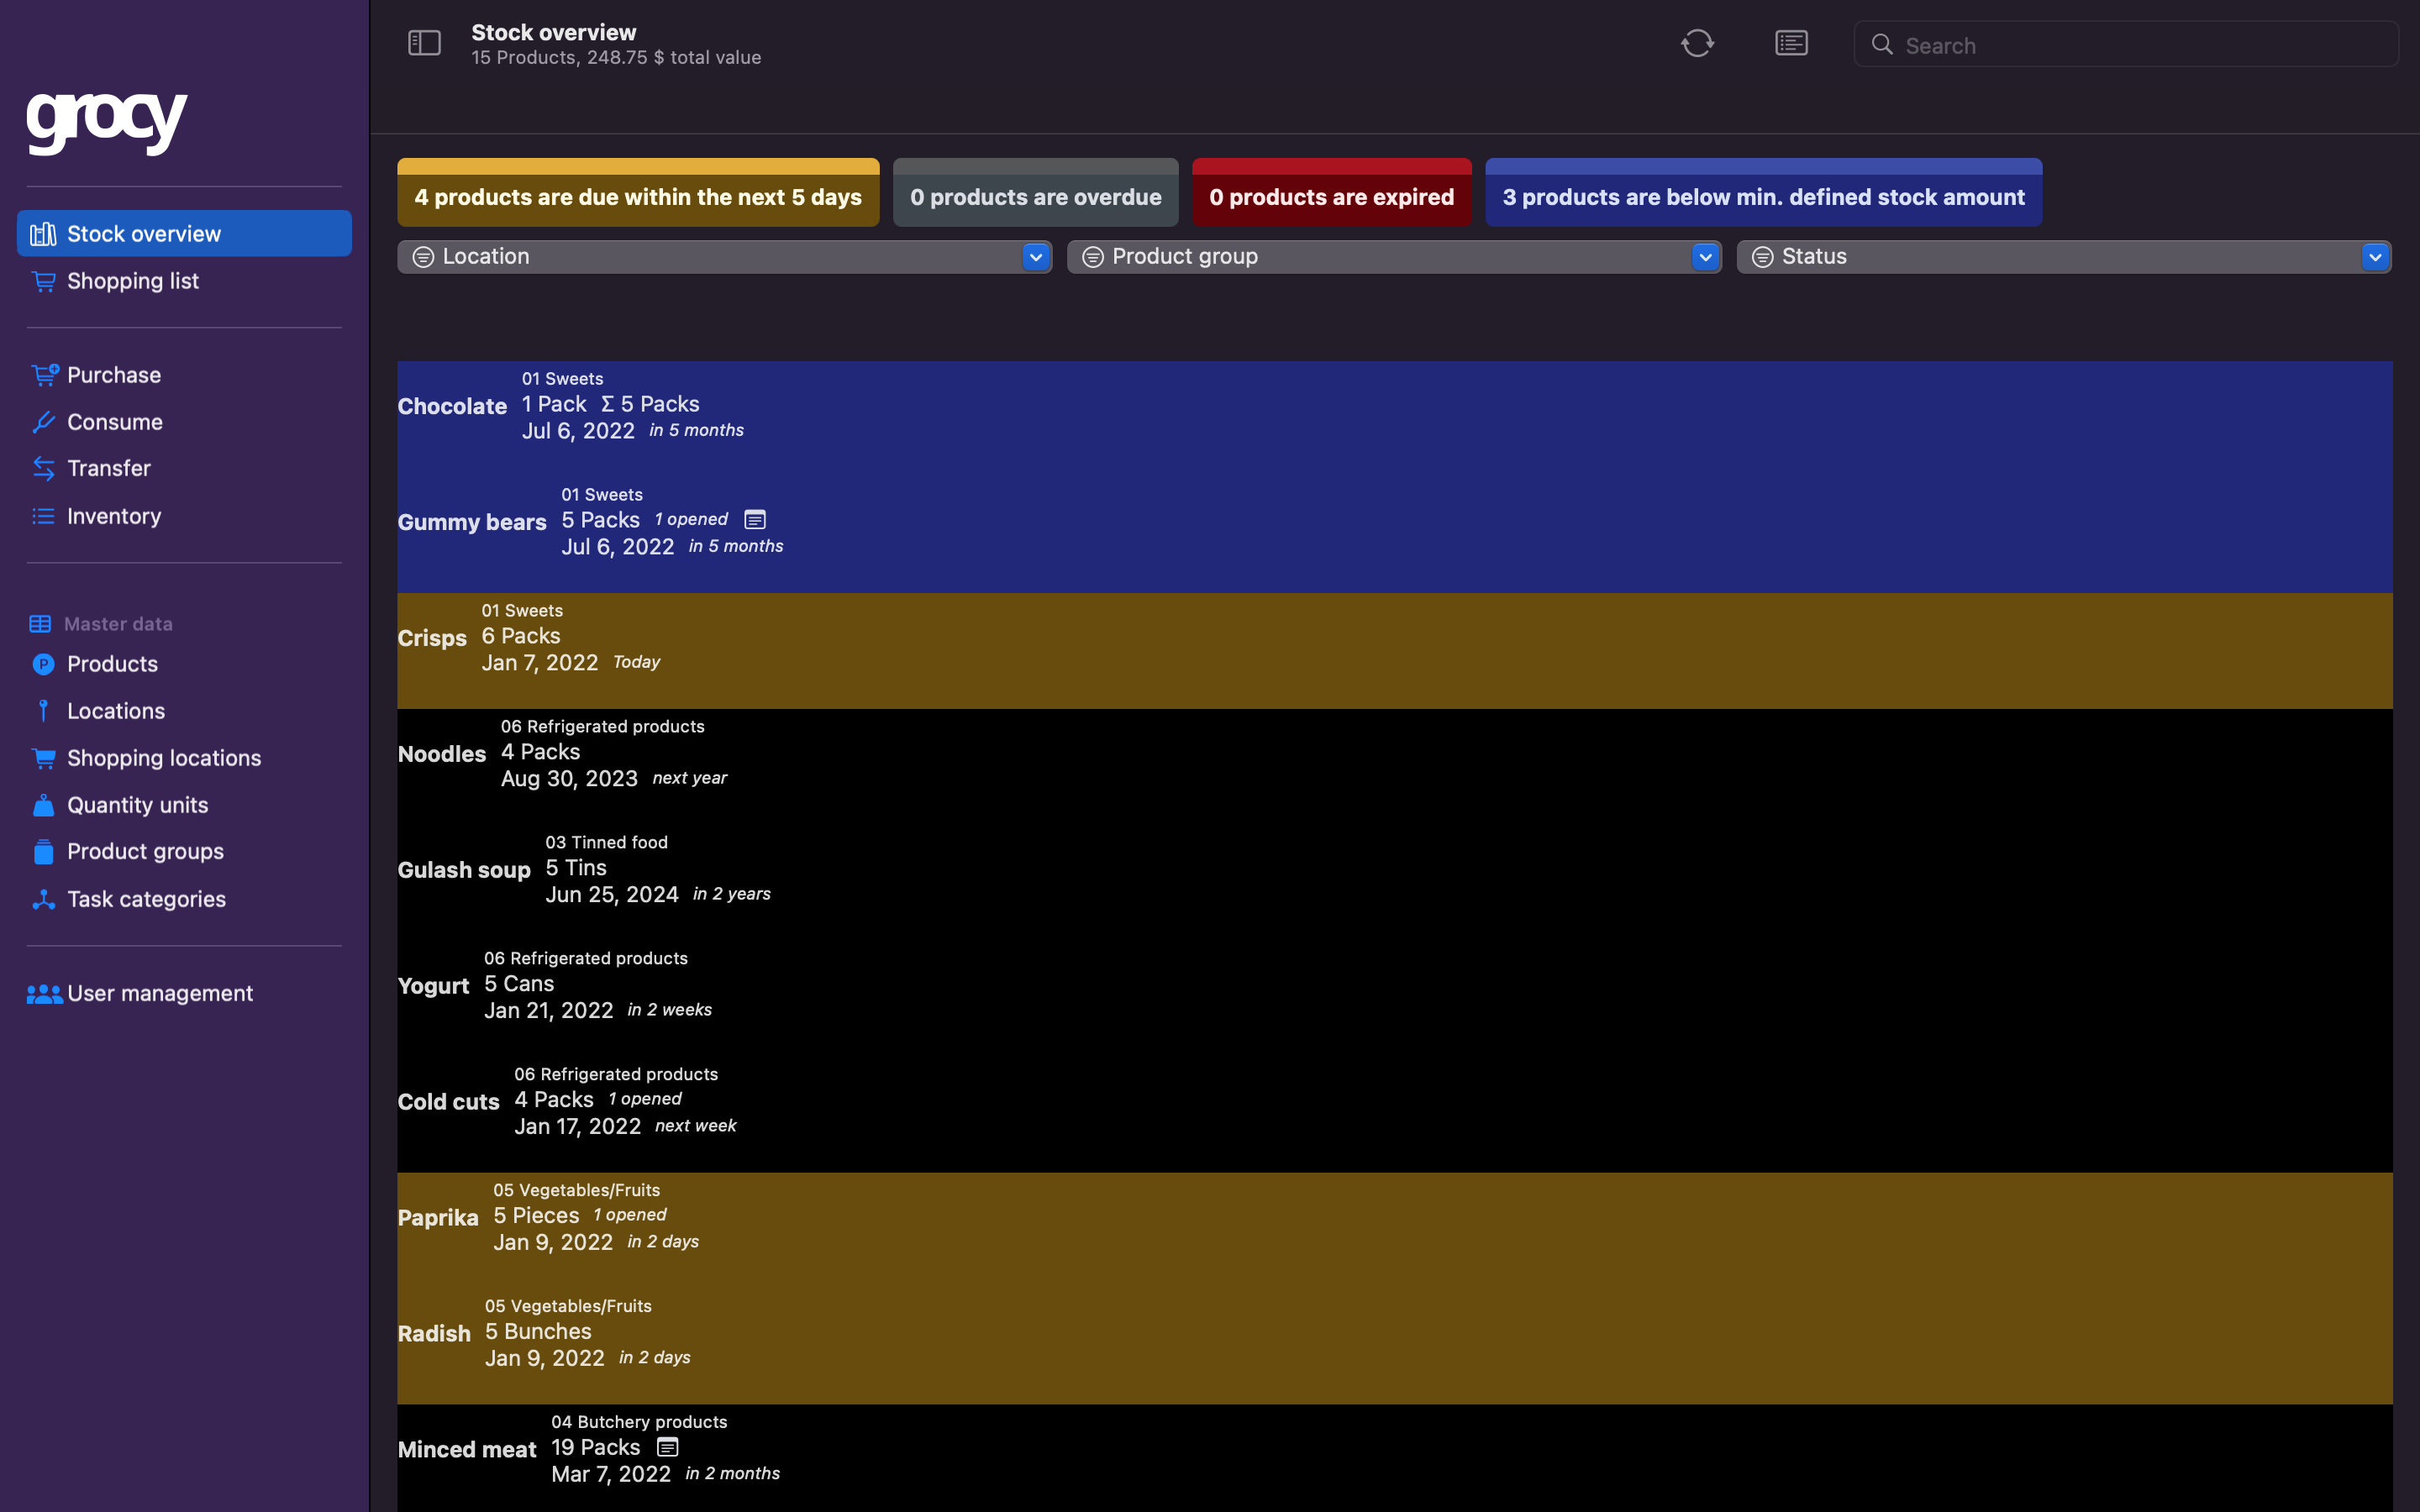 grocy
Stock overview
Shopping list
Purchase
Consume
Transfer
Inventory
Master data
Products
Locations
Shopping locations
Quantity units
Product groups
Task categories
User management
Stock overview
15 Products, 248.75 $ total value
Search
4 products are due within the next 5 days
0 products are overdue
0 products are expired
3 products are below min. defined stock amount
Location
Product group
Status
Chocolate
01 Sweets
1 Pack Σ 5 Packs
Jul 6, 2022 in 5 months
Gummy bears
01 Sweets
5 Packs 1 opened
Jul 6, 2022 in 5 months
Crisps
01 Sweets
6 Packs
Jan 7, 2022 Today
Noodles
06 Refrigerated products
4 Packs
Aug 30, 2023 next year
Gulash soup
03 Tinned food
5 Tins
Jun 25, 2024 in 2 years
Yogurt
06 Refrigerated products
5 Cans
Jan 21, 2022 in 2 weeks
Cold cuts
06 Refrigerated products
4 Packs 1 opened
Jan 17, 2022 next week
Paprika
05 Vegetables/Fruits
5 Pieces 1 opened
Jan 9, 2022 in 2 days
Radish
05 Vegetables/Fruits
5 Bunches
Jan 9, 2022 in 2 days
Minced meat
04 Butchery products
19 Packs
Mar 7, 2022 in 2 months